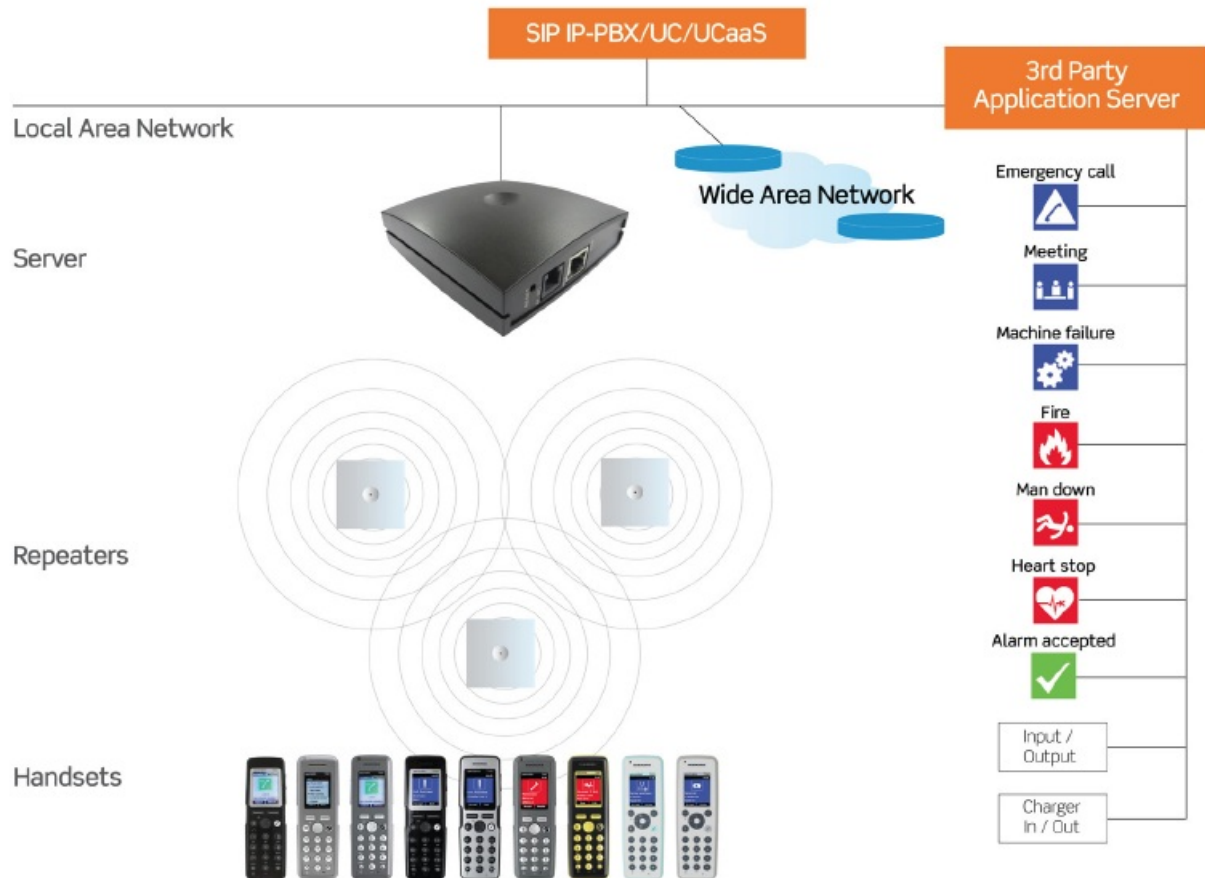 SIP IP-PBX/UC/UCaaS
3rd Party
Application Server
Local Area Network
Wide Area Network
Server
Emergency call
Meeting
Machine failure
Fire
Man down
Heart stop
Alarm accepted
Repeaters
Input /
Output
Handsets
Charger
In / Out